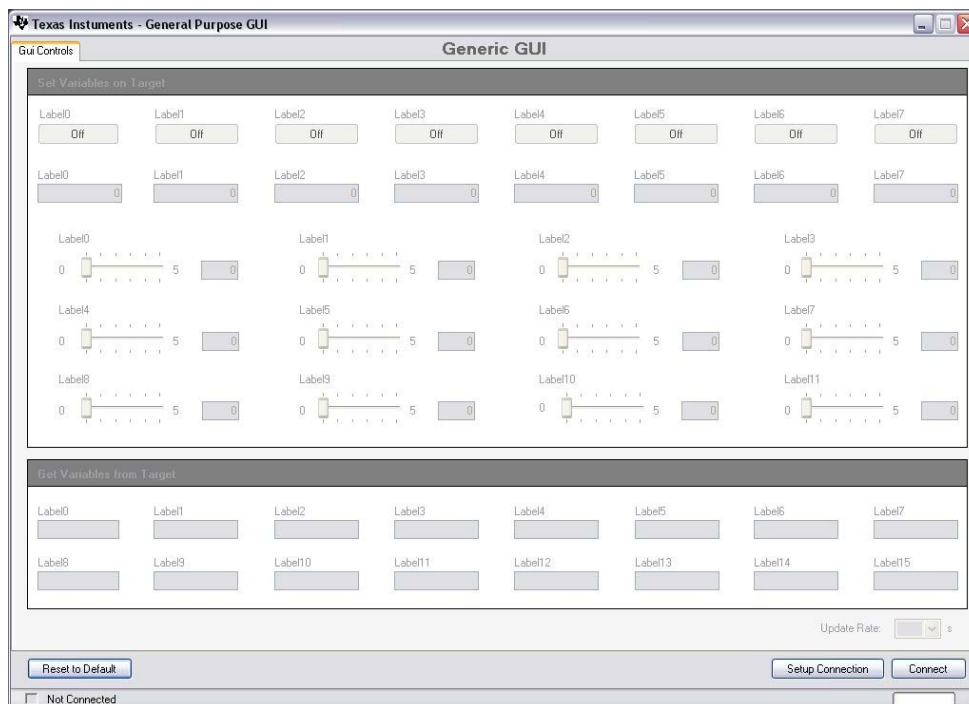 Texas Instuments - General Purpose GUI
Gui Controls Generic GUI
Set Variables on Target
Label0 Label1 Label2 Label3 Label4 Label5 Label6 Label7
Off Off Off Off Off Off Off Off
Label0 Label1 Label2 Label3 Label4 Label5 Label6 Label7
0 0 0 0 0 0 0 0
Label0 Label1 Label2 Label3
0 5 0 0 5 0 0 5 0 0 5 0
Label4 Label5 Label6 Label7
0 5 0 0 5 0 0 5 0 0 5 0
Label8 Label9 Label10 Label11
0 5 0 0 5 0 0 5 0 0 5 0
Get Variables from Target
Label0 Label1 Label2 Label3 Label4 Label5 Label6 Label7
Label8 Label9 Label10 Label11 Label12 Label13 Label14 Label15
Update Rate: s
Reset to Default Setup Connection Connect
Not Connected